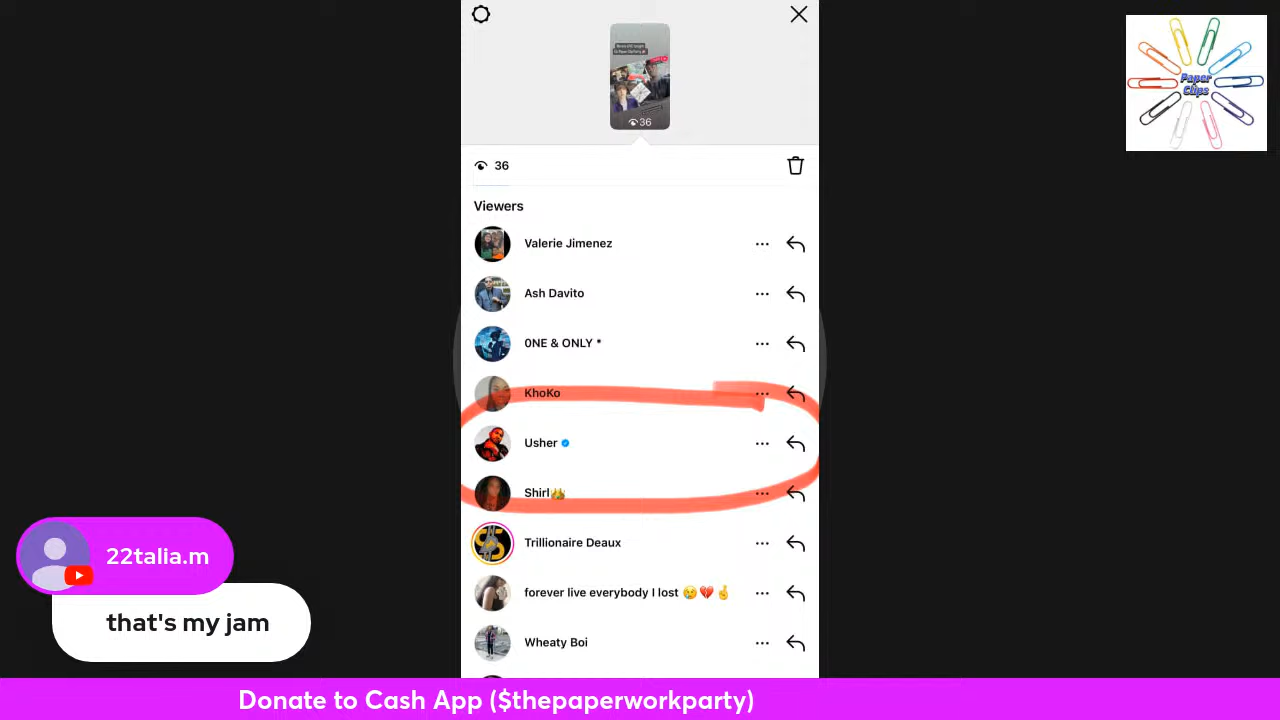 36
36
Viewers
Valerie Jimenez
Ash Davito
0NE & ONLY *
KhoKo
Usher
Shirl👑
Trillionaire Deaux
forever live everybody I lost 😢💔🤞
Wheaty Boi
Paper
Clips
22talia.m
that's my jam
Donate to Cash App ($thepaperworkparty)